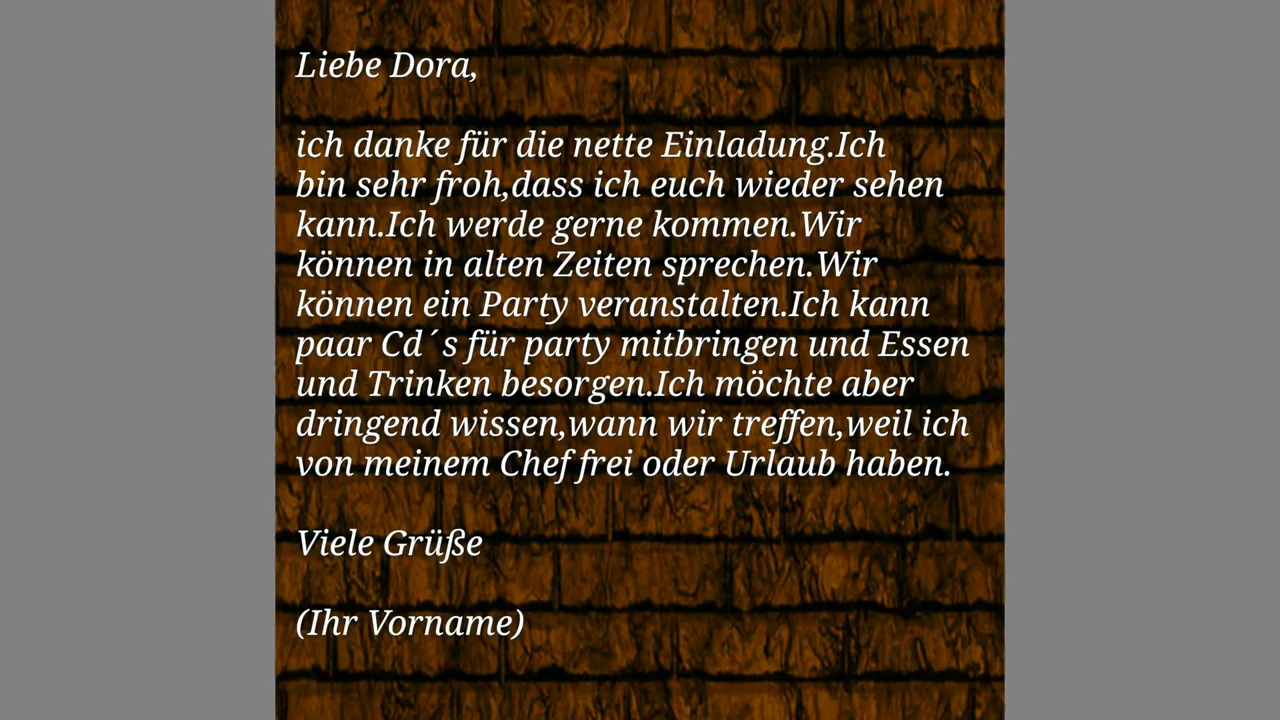 Liebe Dora,
ich danke für die nette Einladung.Ich
bin sehr froh,dass ich euch wieder sehen
kann.Ich werde gerne kommen.Wir
können in alten Zeiten sprechen.Wir
können ein Party veranstalten.Ich kann
paar Cd´s für party mitbringen und Essen
und Trinken besorgen.Ich möchte aber
dringend wissen,wann wir treffen,weil ich
von meinem Chef frei oder Urlaub haben.
Viele Grüße
(Ihr Vorname)